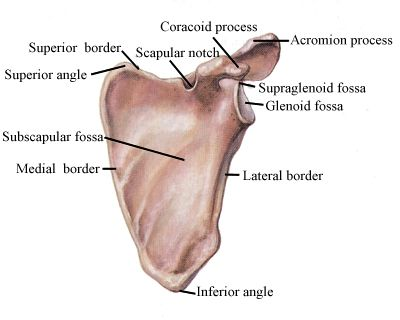 Coracoid process
Acromion process
Superior border
Scapular notch
Superior angle
Supraglenoid fossa
Glenoid fossa
Subscapular fossa
Medial border
Lateral border
Inferior angle